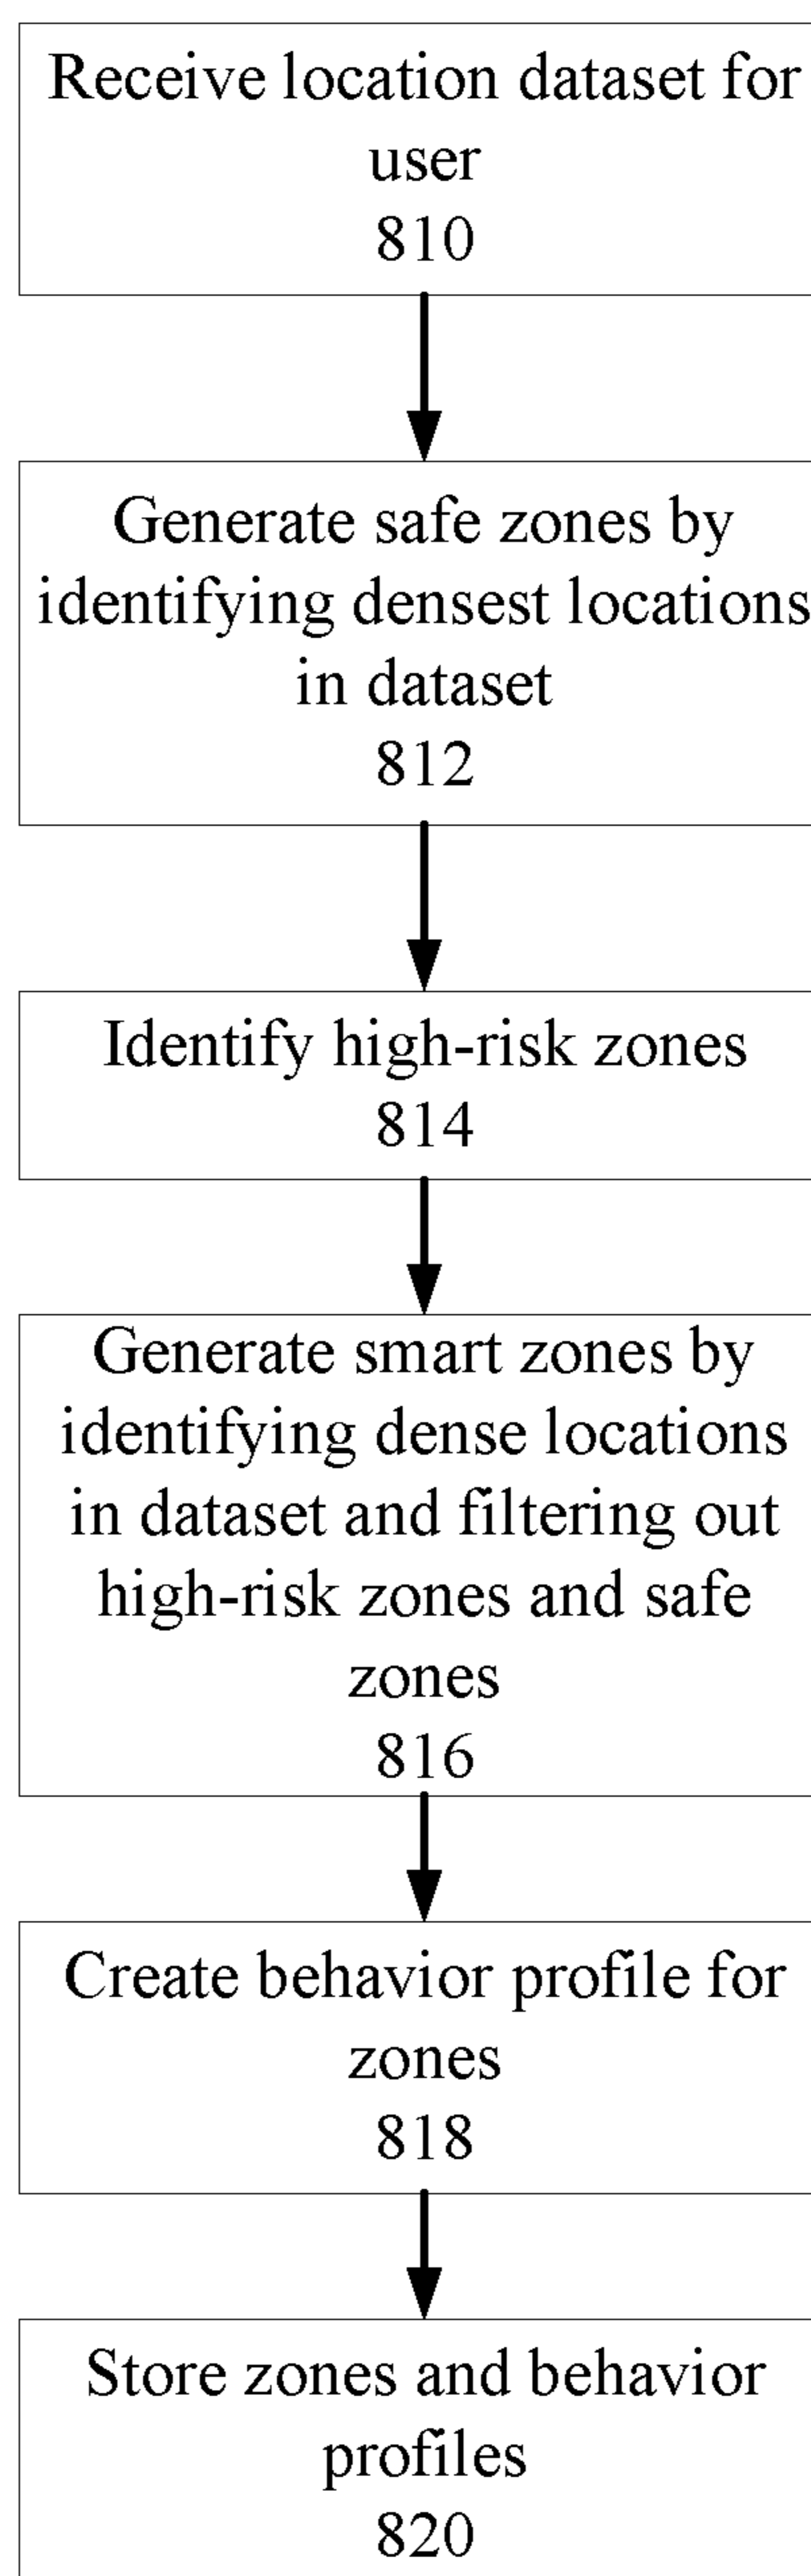 Receive location dataset for
user
810
Generate safe zones by
identifying densest locations
in dataset
812
Identify high-risk zones
814
Generate smart zones by
identifying dense locations
in dataset and filtering out
high-risk zones and safe
zones
816
Create behavior profile for
zones
818
Store zones and behavior
profiles
820